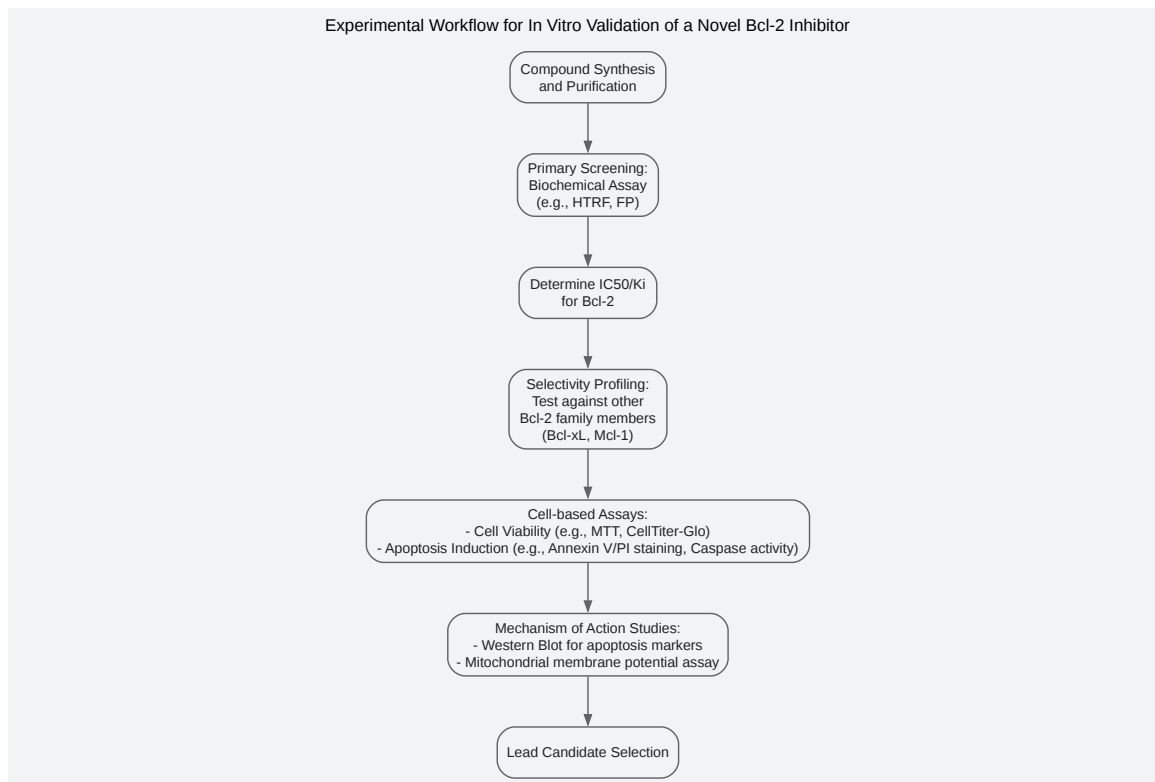 Experimental Workflow for In Vitro Validation of a Novel Bcl-2 Inhibitor
Compound Synthesis
and Purification
Primary Screening:
Biochemical Assay
(e.g., HTRF, FP)
Determine IC50/Ki
for Bcl-2
Selectivity Profiling:
Test against other
Bcl-2 family members
(Bcl-xL, Mcl-1)
Cell-based Assays:
- Cell Viability (e.g., MTT, CellTiter-Glo)
- Apoptosis Induction (e.g., Annexin V/PI staining, Caspase activity)
Mechanism of Action Studies:
- Western Blot for apoptosis markers
- Mitochondrial membrane potential assay
Lead Candidate Selection